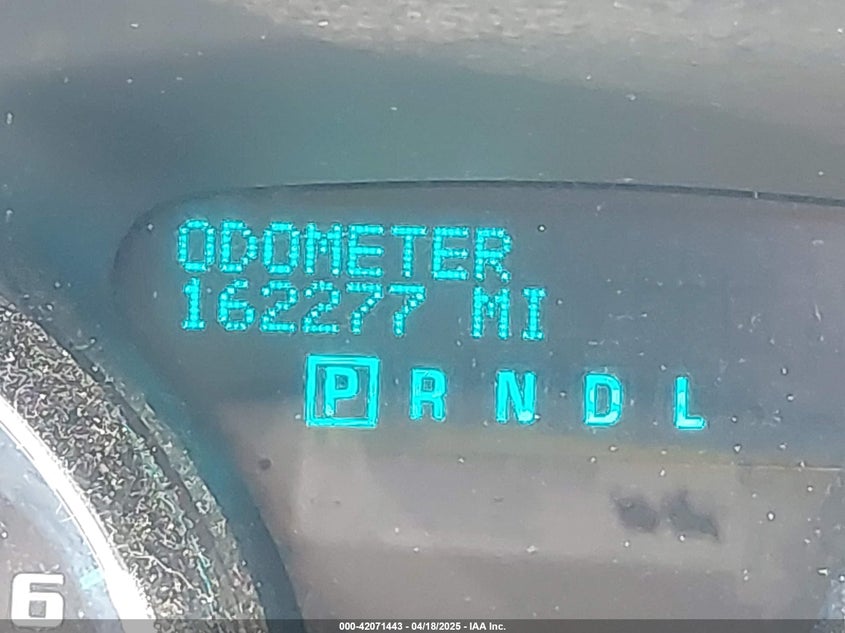 ODOMETER
162277 MI
P R N D L
6
000-42071443 - 04/18/2025 - IAA Inc.